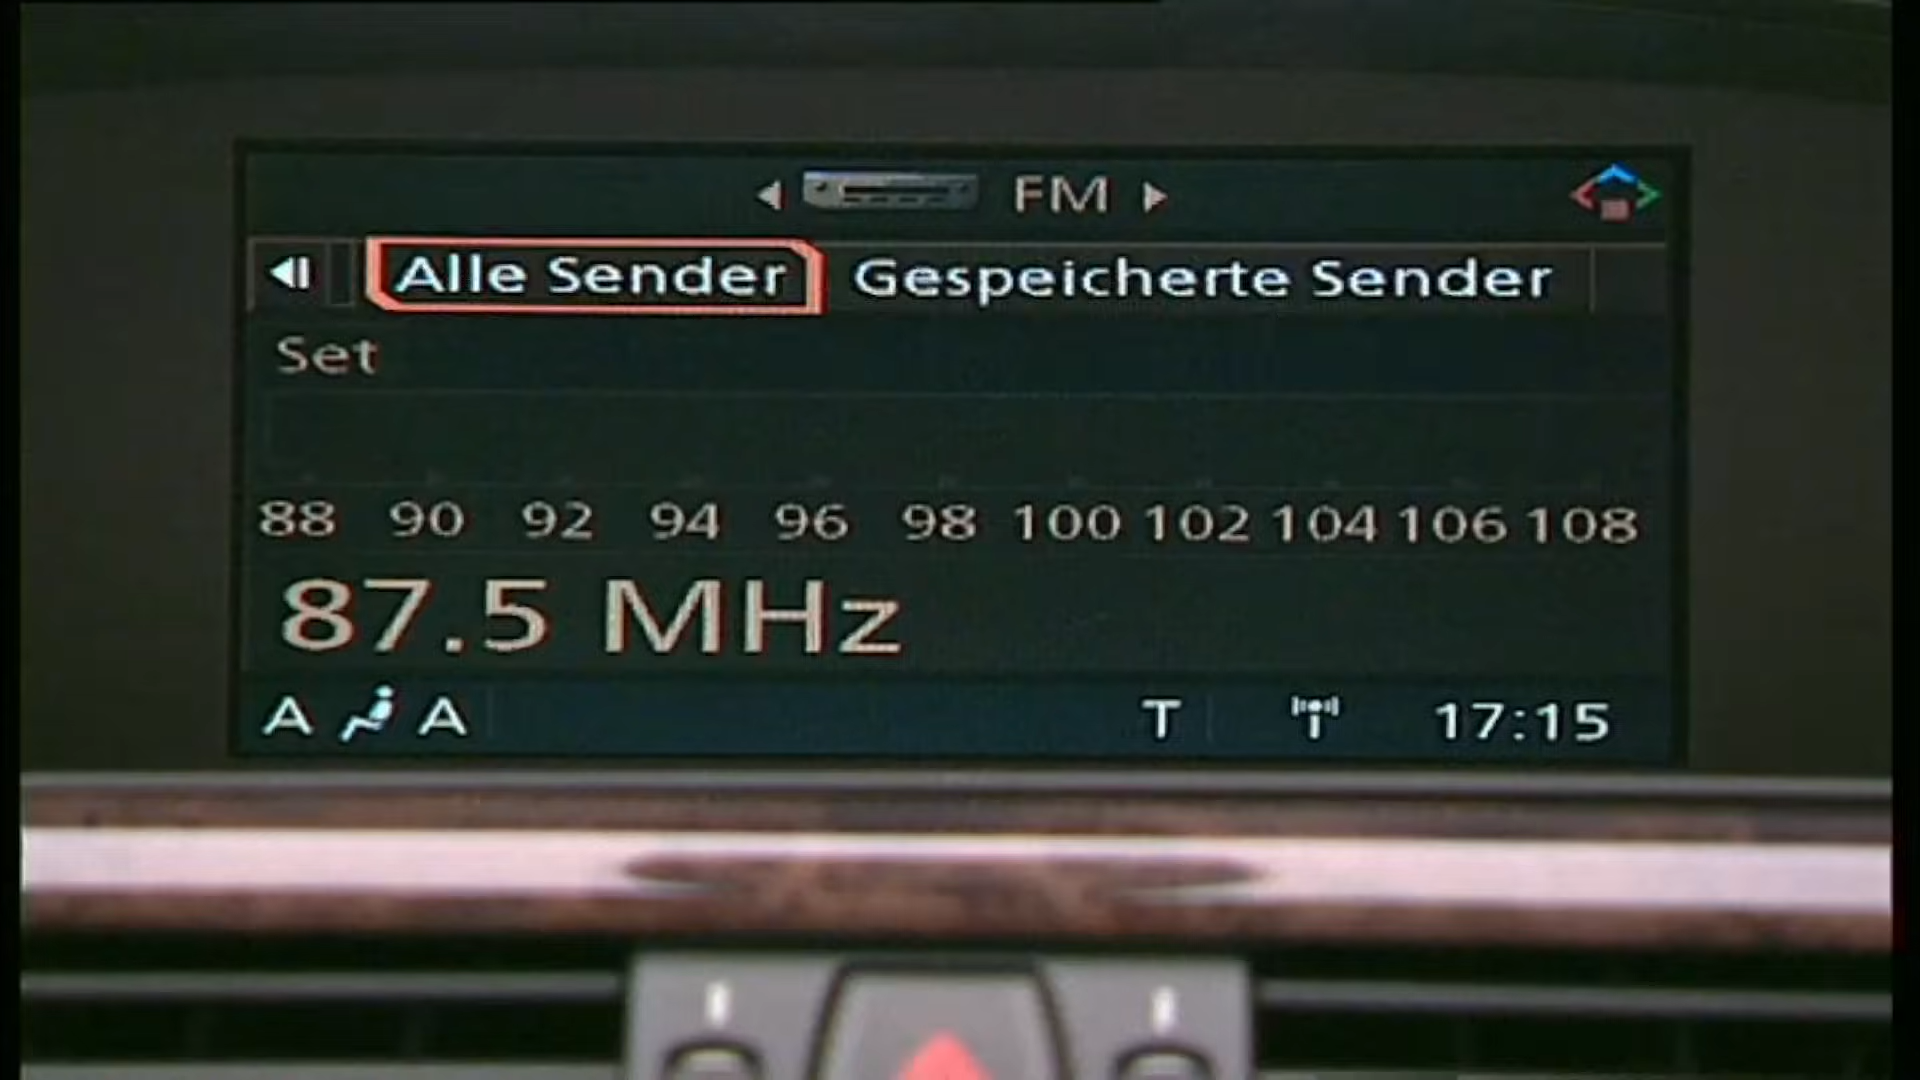 FM
Alle Sender Gespeicherte Sender
Set
88 90 92 94 96 98 100 102 104 106 108
87.5 MHz
A A T 17:15